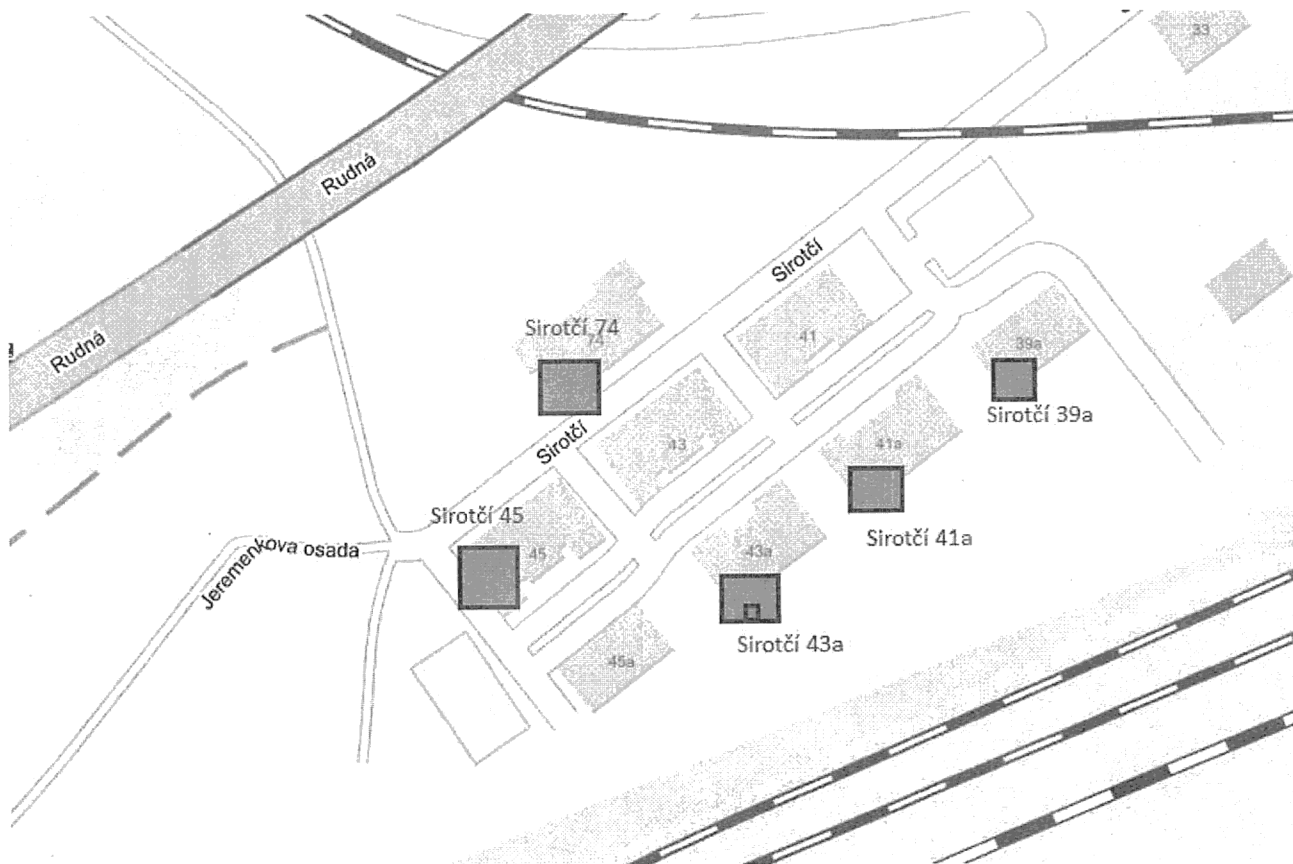 33
Rudná
Rudná
Sirotčí
Sirotčí 74
74
41
39a
Sirotčí 39a
Sirotčí
43
41a
Sirotčí 41a
Sirotčí 45
45
43a
Jeremenkova osada
Sirotčí 43a
45a